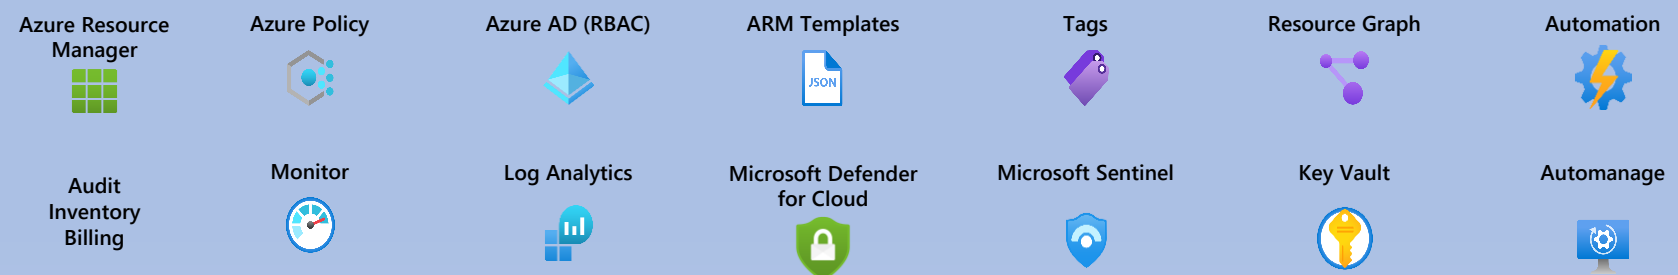 Azure Resource
Manager
Azure Policy
Azure AD (RBAC)
ARM Templates
JSON
Tags
Resource Graph
Automation
Audit
Inventory
Billing
Monitor
Log Analytics
Microsoft Defender
for Cloud
Microsoft Sentinel
Key Vault
Automanage